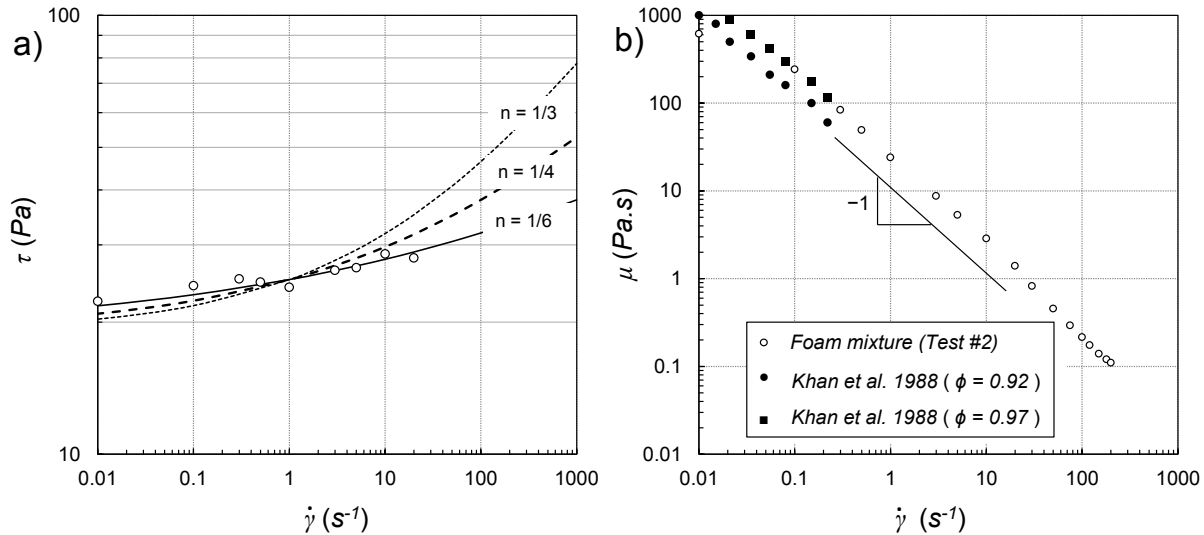 a)
100
10
τ (Pa)
n = 1/3
n = 1/4
n = 1/6
0.01 0.1 1 10 100 1000
γ̇ (s⁻¹)
b)
1000
100
10
1
0.1
0.01
μ (Pa.s)
−1
Foam mixture (Test #2)
Khan et al. 1988 ( ϕ = 0.92 )
Khan et al. 1988 ( ϕ = 0.97 )
0.01 0.1 1 10 100 1000
γ̇ (s⁻¹)